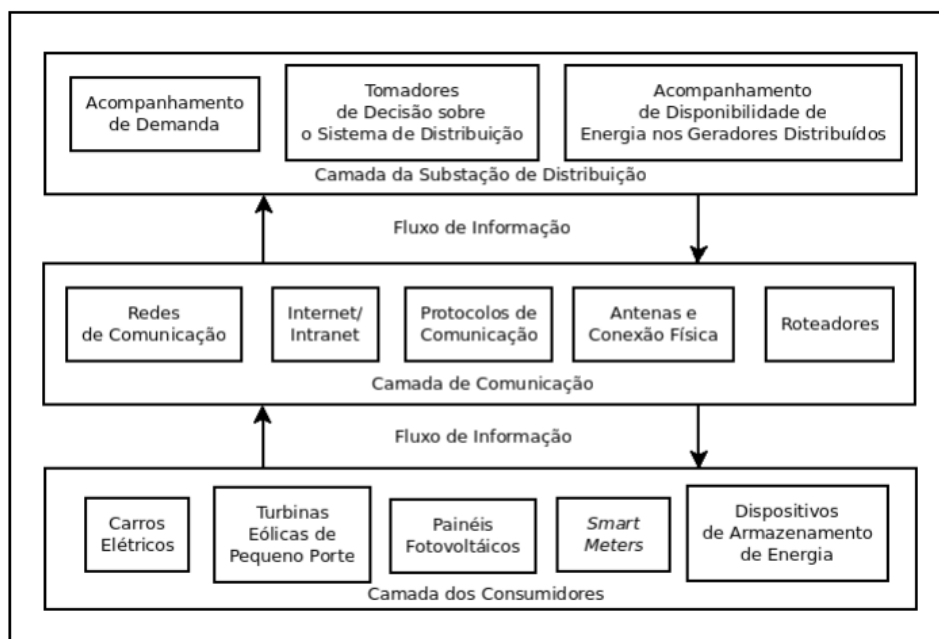 Acompanhamento
de Demanda
Tomadores
de Decisão sobre
o Sistema de Distribuição
Acompanhamento
de Disponibilidade de
Energia nos Geradores Distribuídos
Camada da Substação de Distribuição
Fluxo de Informação
Redes
de Comunicação
Internet/
Intranet
Protocolos de
Comunicação
Antenas e
Conexão Física
Roteadores
Camada de Comunicação
Fluxo de Informação
Carros
Elétricos
Turbinas
Eólicas de
Pequeno Porte
Painéis
Fotovoltáicos
Smart
Meters
Dispositivos
de Armazenamento
de Energia
Camada dos Consumidores